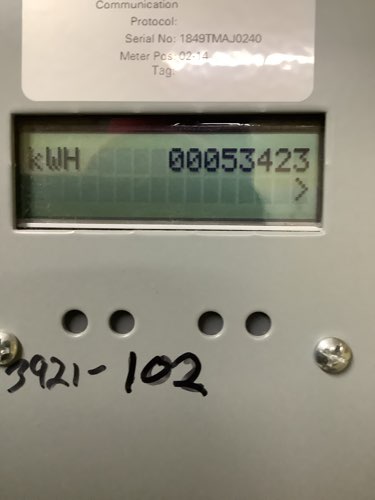 Communication
Protocol:
Serial No: 1849TMAJ0240
Meter Pos: 02-14
Tag:
kWH 00053423
>
3921-102